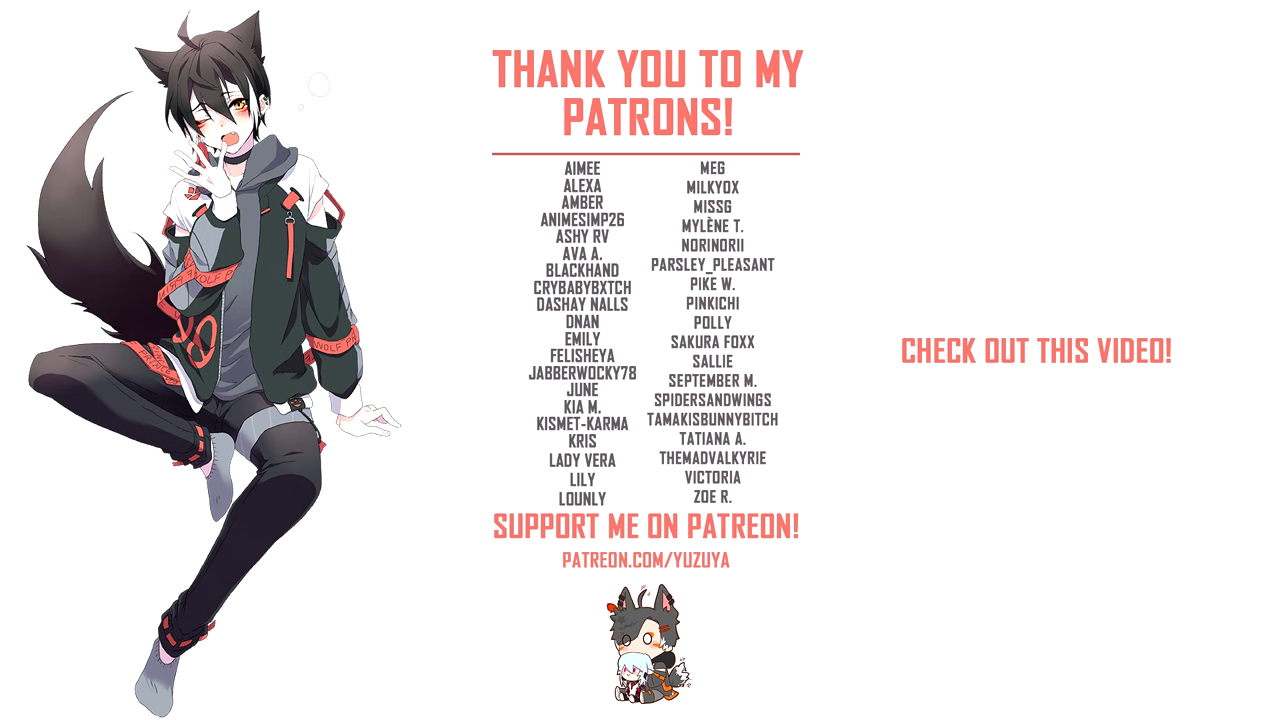 THANK YOU TO MY
PATRONS!
AIMEE
ALEXA
AMBER
ANIMESIMP26
ASHY RV
AVA A.
BLACKHAND
CRYBABYBXTCH
DASHAY NALLS
DNAN
EMILY
FELISHEYA
JABBERWOCKY78
JUNE
KIA M.
KISMET-KARMA
KRIS
LADY VERA
LILY
LOUNLY
MEG
MILKYOX
MISSG
MYLÈNE T.
NORINORII
PARSLEY_PLEASANT
PIKE W.
PINKICHI
POLLY
SAKURA FOXX
SALLIE
SEPTEMBER M.
SPIDERSANDWINGS
TAMAKISBUNNYBITCH
TATIANA A.
THEMADVALKYRIE
VICTORIA
ZOE R.
SUPPORT ME ON PATREON!
PATREON.COM/YUZUYA
CHECK OUT THIS VIDEO!
WOLF P
WOLF PA